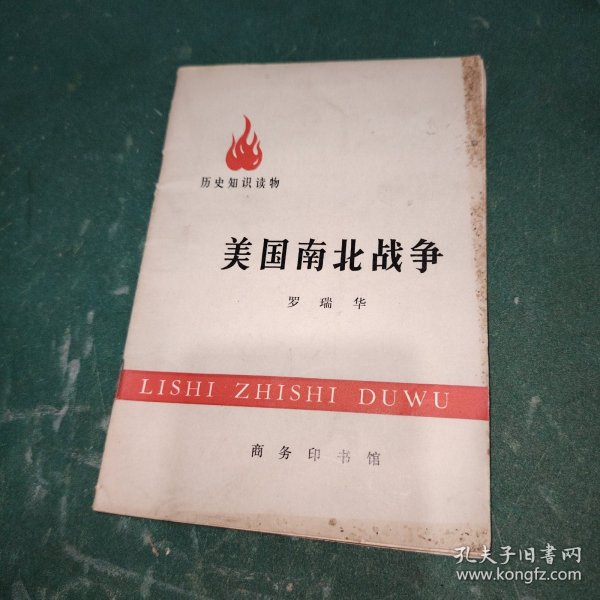 历史知识读物
美国南北战争
罗瑞华
LISHI ZHISHI DUWU
商务印书馆
孔夫子旧書网
www.kongfz.com